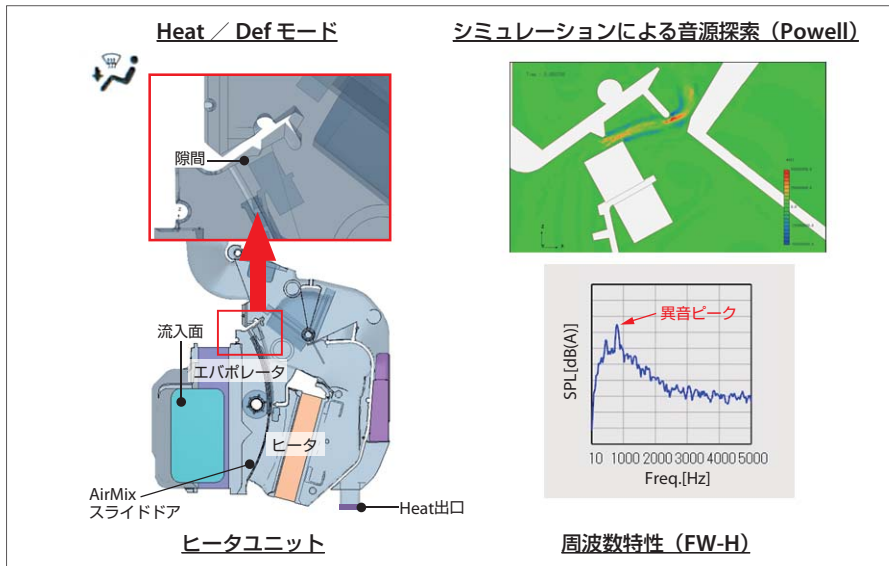 Heat ／ Def モード
シミュレーションによる音源探索（Powell）
隙間
流入面
エバポレータ
ヒータ
AirMix
スライドドア
Heat出口
ヒータユニット
異音ピーク
SPL[dB(A)]
10 1000 2000 3000 4000 5000
Freq.[Hz]
周波数特性（FW-H）